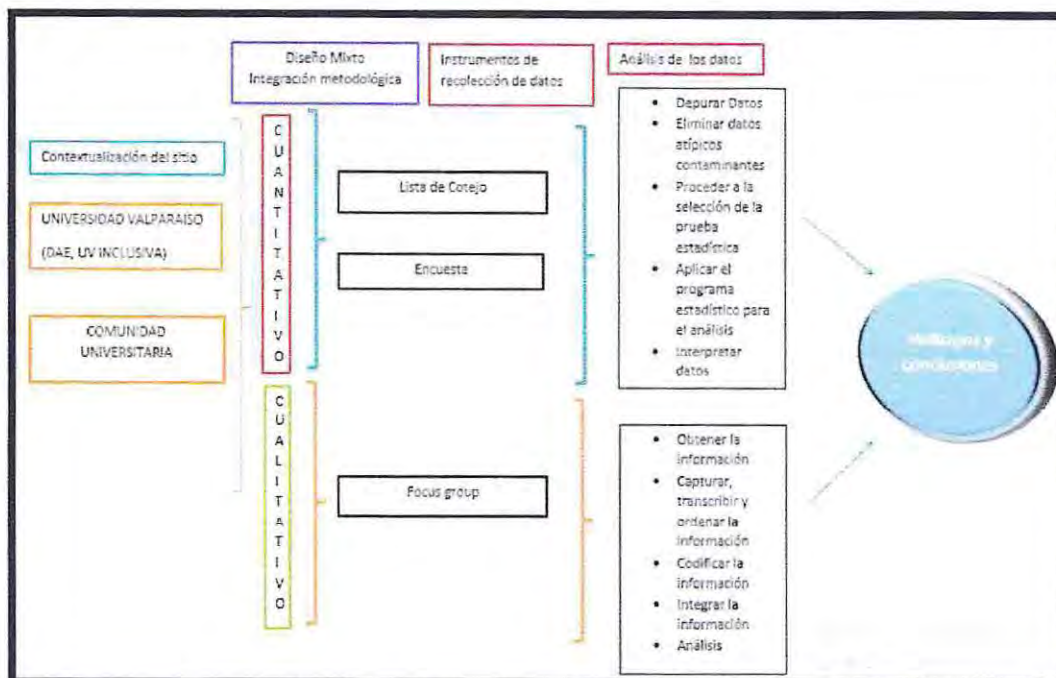 Diseño Mixto
Integración metodológica
Instrumentos de
recolección de datos
Análisis de los datos
Contextualización del sitio
UNIVERSIDAD VALPARAISO
(DAE, UV INCLUSIVA)
COMUNIDAD
UNIVERSITARIA
CUANTITATIVO
Lista de Cotejo
Encuesta
• Depurar Datos
• Eliminar datos
atípicos
contaminantes
• Proceder a la
selección de la
prueba
estadística
• Aplicar el
programa
estadístico para
el análisis
• Interpretar
datos
CUALITATIVO
Focus group
• Obtener la
información
• Capturar,
transcribir y
ordenar la
información
• Codificar la
información
• Integrar la
información
• Análisis
y
conclusiones